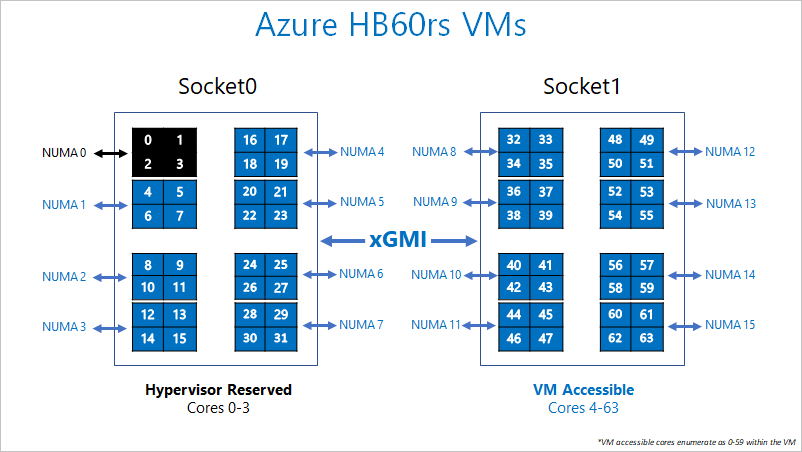 Azure HB60rs VMs
Socket0
Socket1
NUMA 0
0 1
2 3
16 17
18 19
NUMA 4
NUMA 8
32 33
34 35
48 49
50 51
NUMA 12
NUMA 1
4 5
6 7
20 21
22 23
NUMA 5
NUMA 9
36 37
38 39
52 53
54 55
NUMA 13
xGMI
NUMA 2
8 9
10 11
24 25
26 27
NUMA 6
NUMA 10
40 41
42 43
56 57
58 59
NUMA 14
NUMA 3
12 13
14 15
28 29
30 31
NUMA 7
NUMA 11
44 45
46 47
60 61
62 63
NUMA 15
Hypervisor Reserved
Cores 0-3
VM Accessible
Cores 4-63
*VM accessible cores enumerate as 0-59 within the VM